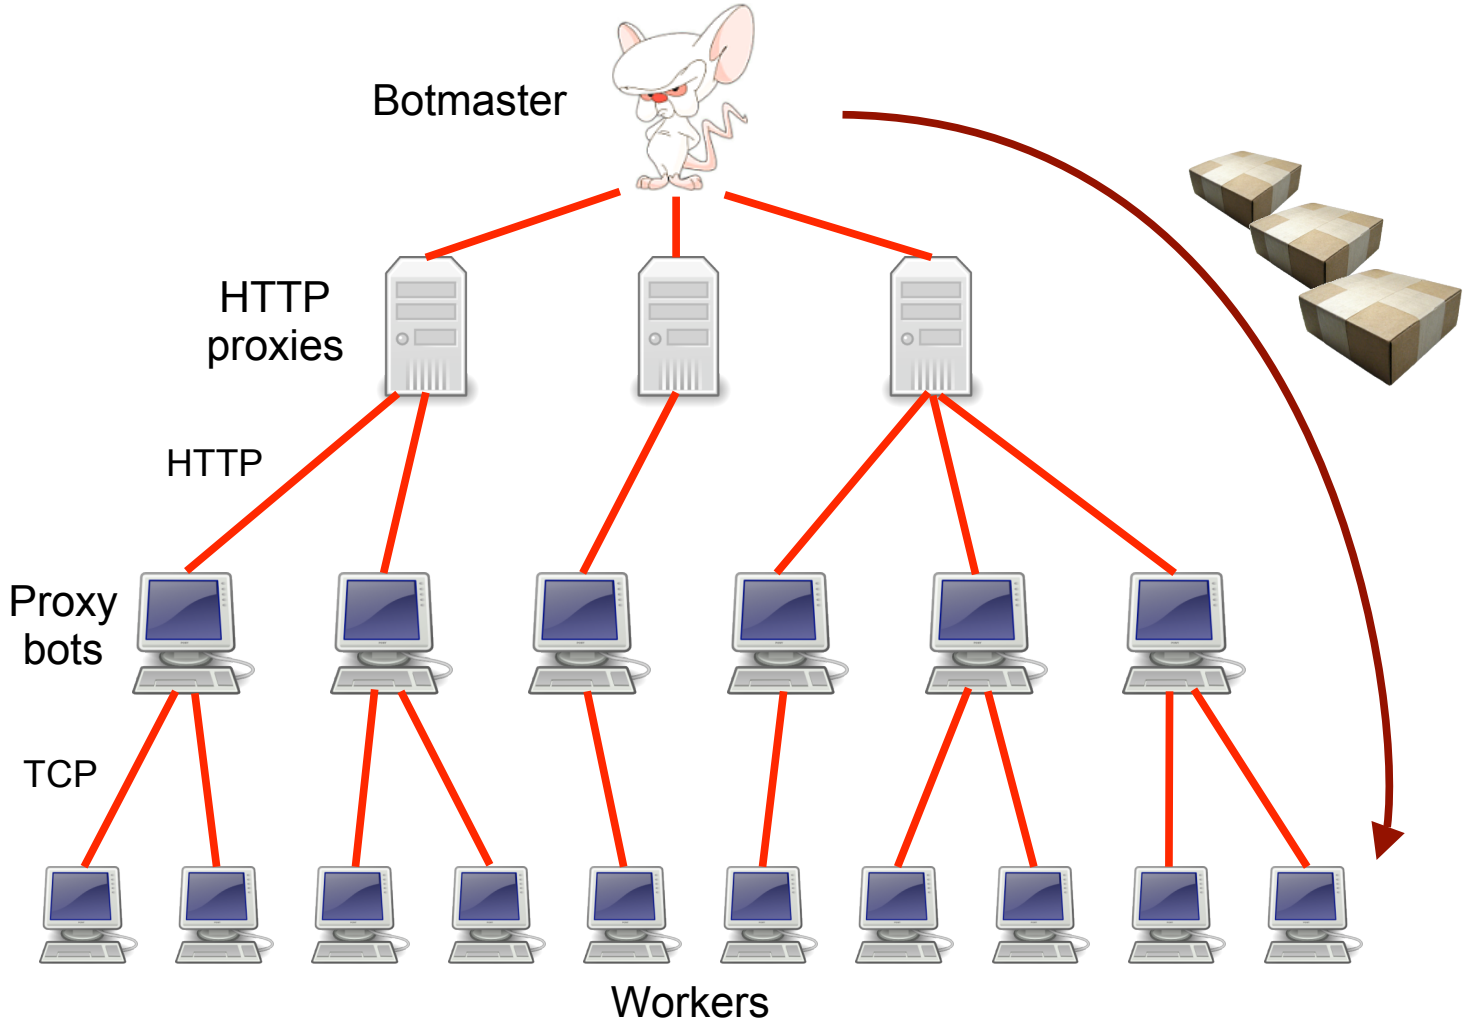 Botmaster
HTTP
proxies
HTTP
Proxy
bots
TCP
Workers